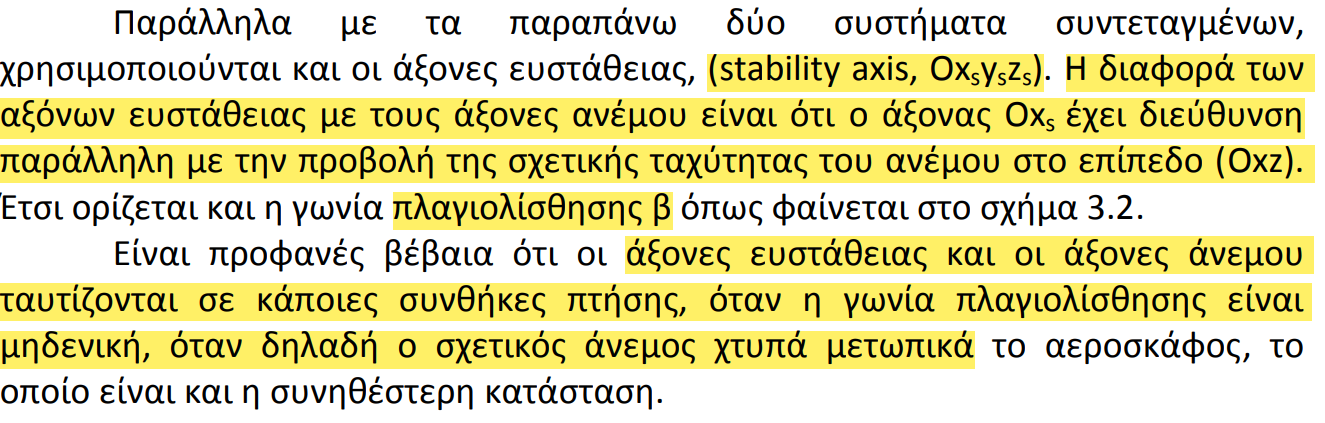 Παράλληλα με τα παραπάνω δύο συστήματα συντεταγμένων,
χρησιμοποιούνται και οι άξονες ευστάθειας, (stability axis, Oxsyszs). Η διαφορά των
αξόνων ευστάθειας με τους άξονες ανέμου είναι ότι ο άξονας Oxs έχει διεύθυνση
παράλληλη με την προβολή της σχετικής ταχύτητας του ανέμου στο επίπεδο (Oxz).
Έτσι ορίζεται και η γωνία πλαγιολίσθησης β όπως φαίνεται στο σχήμα 3.2.
Είναι προφανές βέβαια ότι οι άξονες ευστάθειας και οι άξονες άνεμου
ταυτίζονται σε κάποιες συνθήκες πτήσης, όταν η γωνία πλαγιολίσθησης είναι
μηδενική, όταν δηλαδή ο σχετικός άνεμος χτυπά μετωπικά το αεροσκάφος, το
οποίο είναι και η συνηθέστερη κατάσταση.